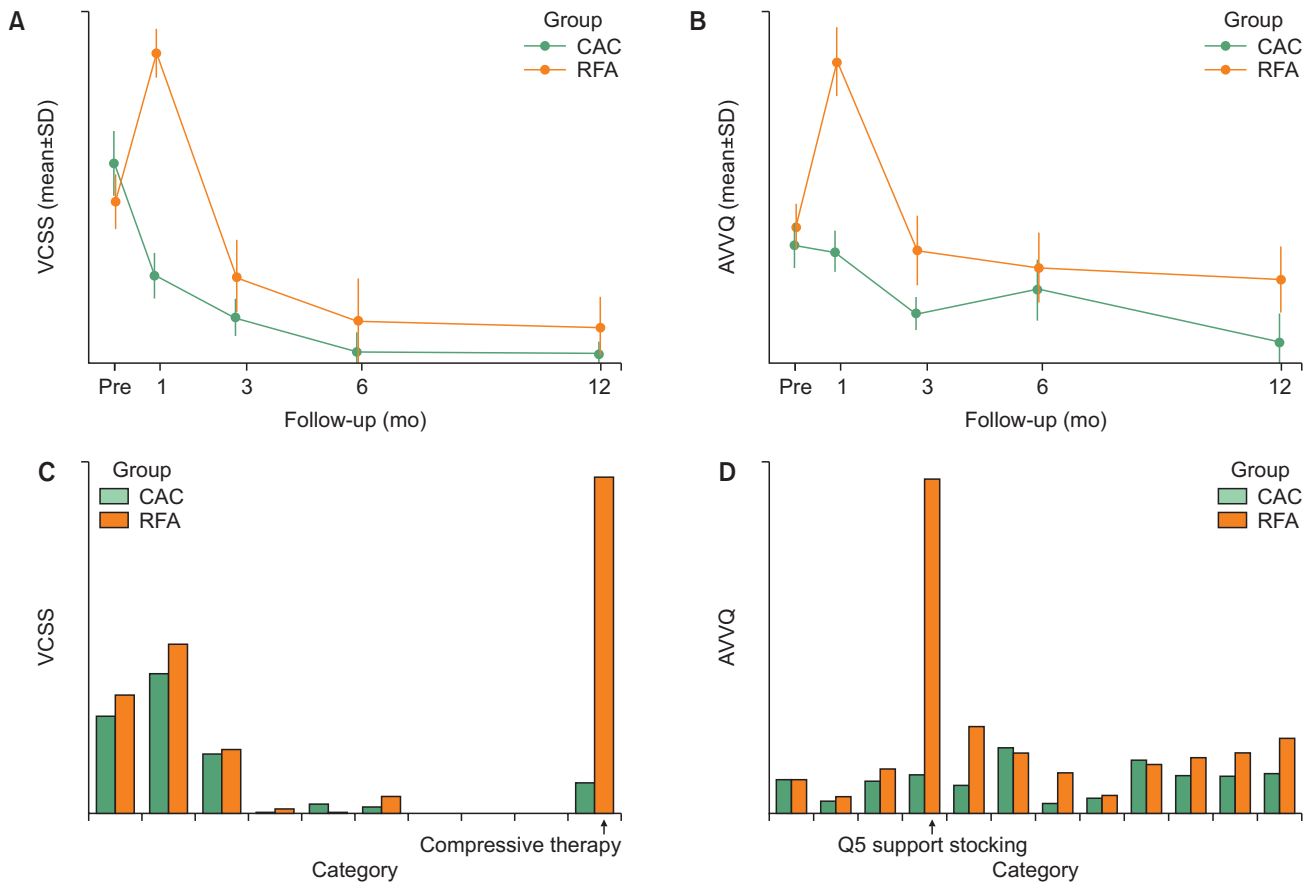 A
Group
CAC
RFA
VCSS (mean±SD)
Pre 1 3 6 12
Follow-up (mo)
B
Group
CAC
RFA
AVVQ (mean±SD)
Pre 1 3 6 12
Follow-up (mo)
C
Group
CAC
RFA
VCSS
Compressive therapy
Category
D
Group
CAC
RFA
AVVQ
Q5 support stocking
Category